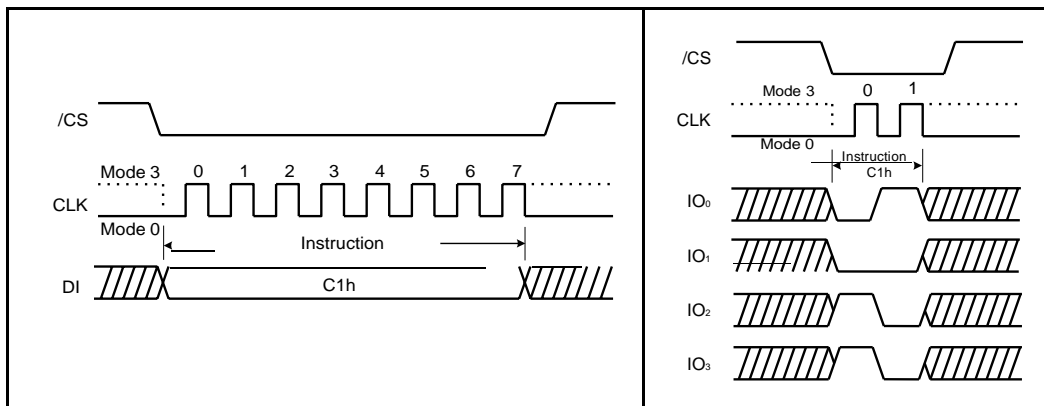 /CS
Mode 3
0 1 2 3 4 5 6 7
CLK
Mode 0
Instruction
DI
C1h
/CS
Mode 3
0 1
CLK
Mode 0
Instruction
C1h
IO₀
IO₁
IO₂
IO₃